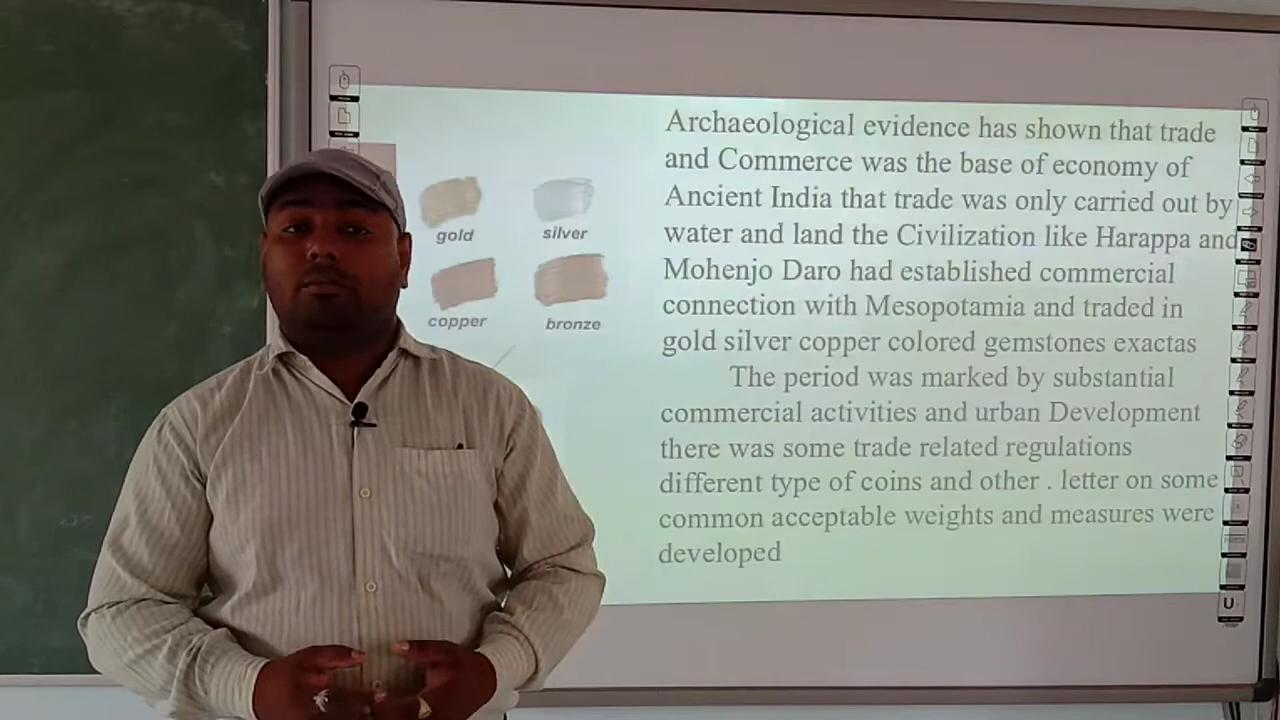 gold
silver
copper
bronze
Archaeological evidence has shown that trade
and Commerce was the base of economy of
Ancient India that trade was only carried out by
water and land the Civilization like Harappa and
Mohenjo Daro had established commercial
connection with Mesopotamia and traded in
gold silver copper colored gemstones exactas
The period was marked by substantial
commercial activities and urban Development
there was some trade related regulations
different type of coins and other . letter on some
common acceptable weights and measures were
developed